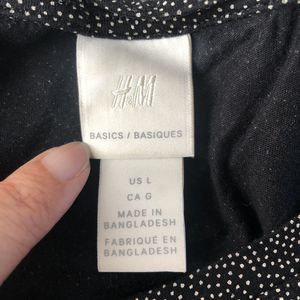 H&M
BASICS / BASIQUES
US L
CA G
MADE IN
BANGLADESH
FABRIQUÉ EN
BANGLADESH